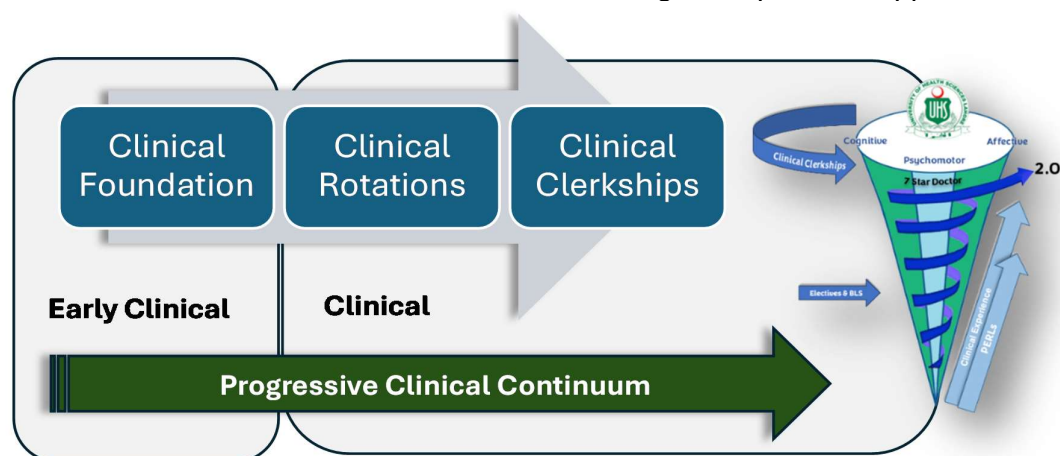 Clinical
Foundation
Clinical
Rotations
Clinical
Clerkships
Early Clinical
Clinical
Progressive Clinical Continuum
UHS
Cognitive
Affective
Psychomotor
7 Star Doctor
2.0
Clinical Clerkships
Electives & BLS
Clinical Experience
PERLs